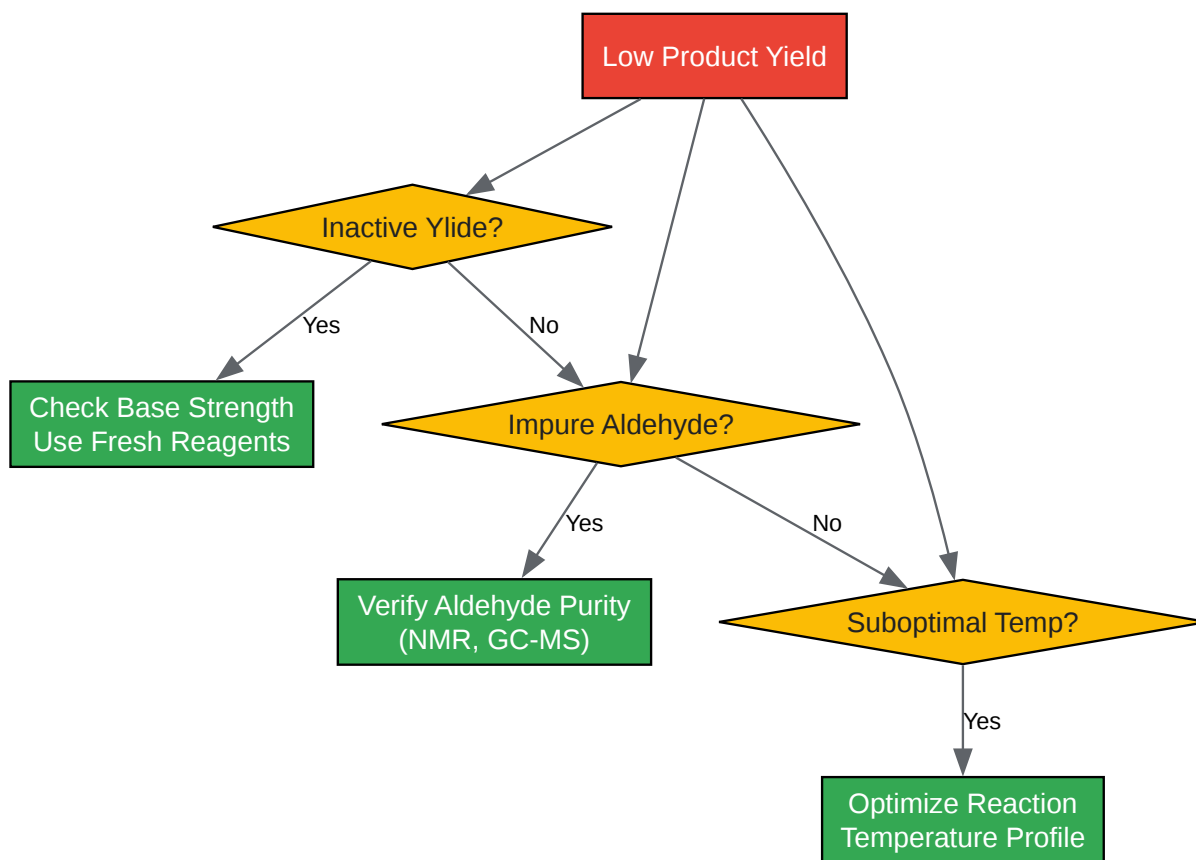 Low Product Yield
Inactive Ylide?
Yes
No
Check Base Strength
Use Fresh Reagents
Impure Aldehyde?
Yes
No
Verify Aldehyde Purity
(NMR, GC-MS)
Suboptimal Temp?
Yes
Optimize Reaction
Temperature Profile